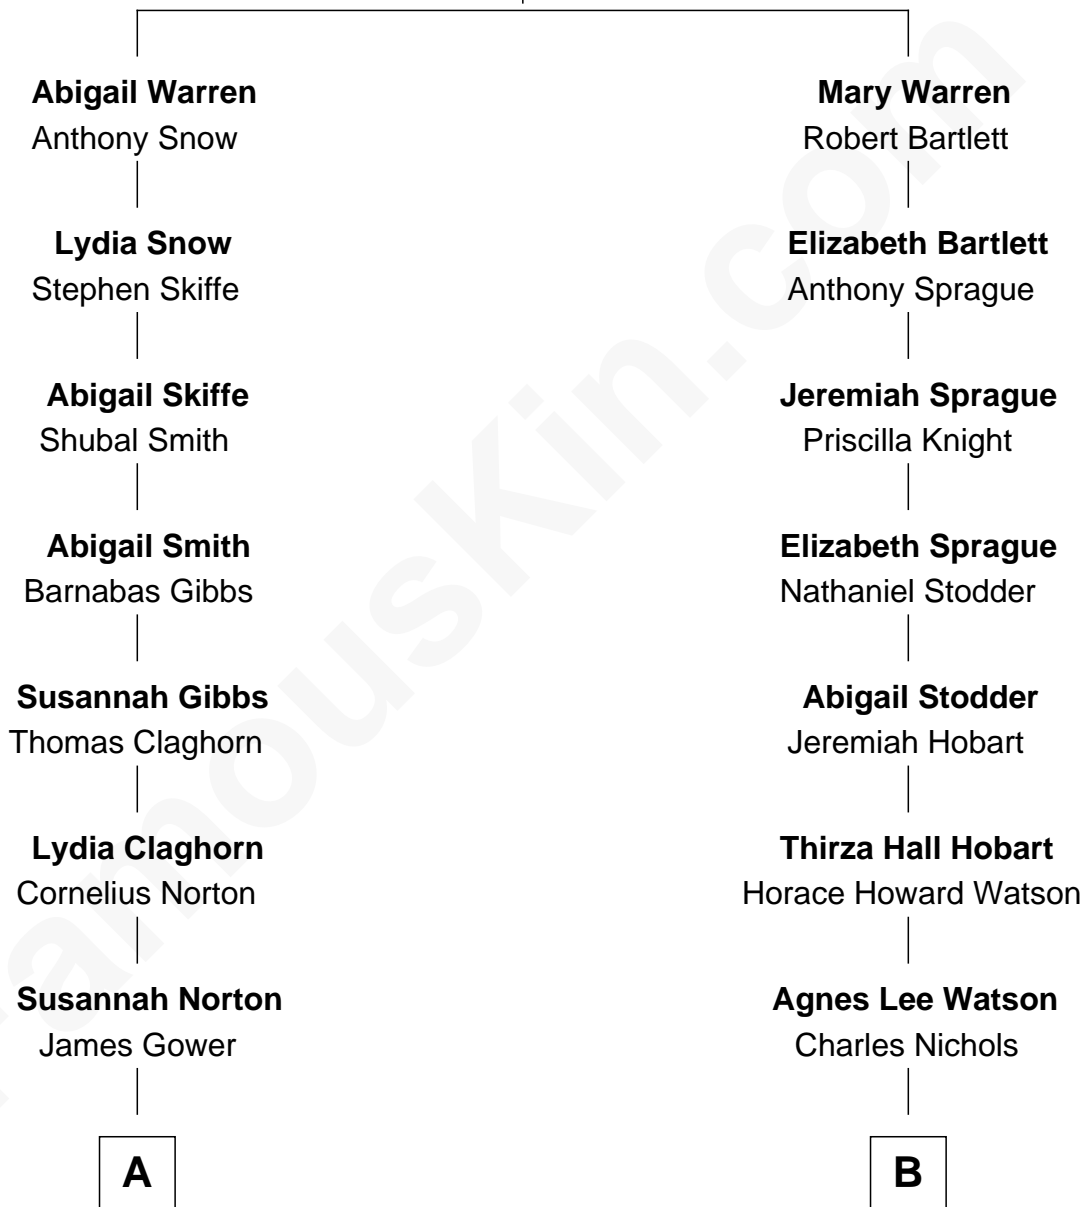 Abigail Warren
Anthony Snow
Lydia Snow
Stephen Skiffe
Abigail Skiffe
Shubal Smith
Abigail Smith
Barnabas Gibbs
Susannah Gibbs
Thomas Claghorn
Lydia Claghorn
Cornelius Norton
Susannah Norton
James Gower
A
Mary Warren
Robert Bartlett
Elizabeth Bartlett
Anthony Sprague
Jeremiah Sprague
Priscilla Knight
Elizabeth Sprague
Nathaniel Stodder
Abigail Stodder
Jeremiah Hobart
Thirza Hall Hobart
Horace Howard Watson
Agnes Lee Watson
Charles Nichols
B
FamousKin.com